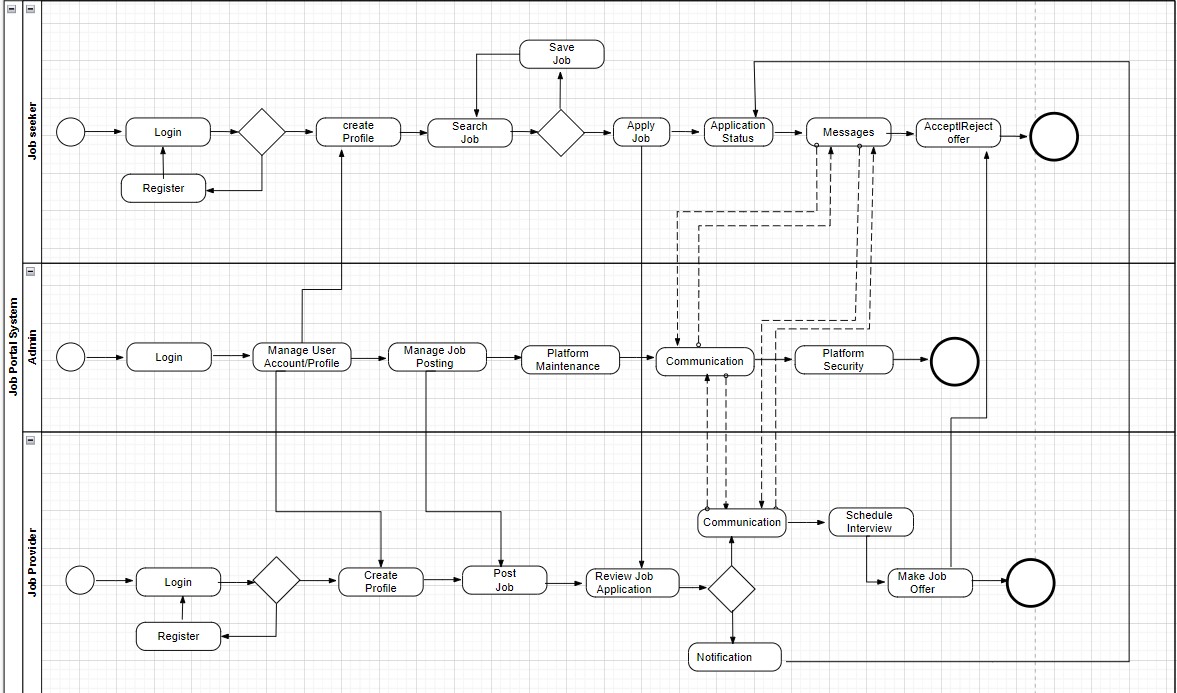 Job Portal System
Job seeker
Save
Job
Login
create
Profile
Search
Job
Apply
Job
Application
Status
Messages
Accept|Reject
offer
Register
Admin
Login
Manage User
Account/Profile
Manage Job
Posting
Platform
Maintenance
Communication
Platform
Security
Job Provider
Communication
Schedule
Interview
Login
Create
Profile
Post
Job
Review Job
Application
Make Job
Offer
Register
Notification